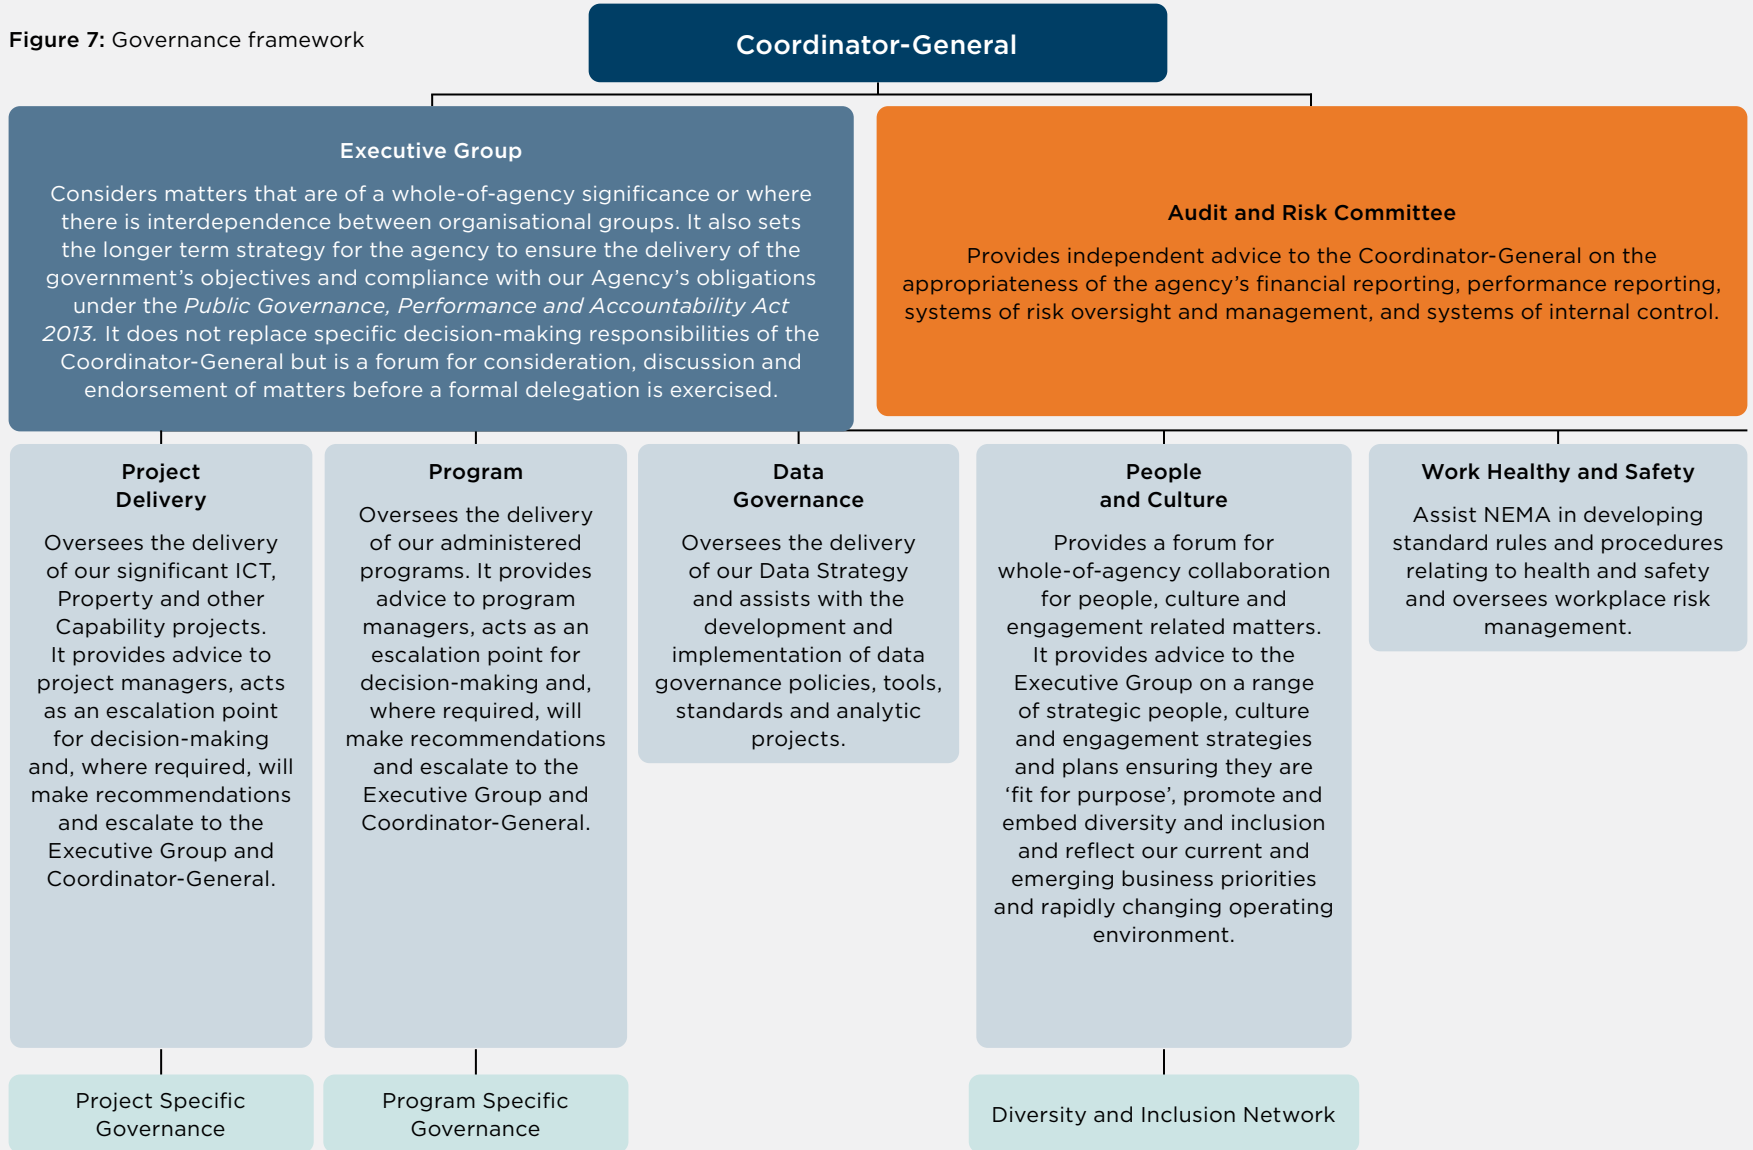 Figure 7: Governance framework
Coordinator-General
Executive Group
Considers matters that are of a whole-of-agency significance or where
there is interdependence between organisational groups. It also sets
the longer term strategy for the agency to ensure the delivery of the
government’s objectives and compliance with our Agency’s obligations
under the Public Governance, Performance and Accountability Act
2013. It does not replace specific decision-making responsibilities of the
Coordinator-General but is a forum for consideration, discussion and
endorsement of matters before a formal delegation is exercised.
Audit and Risk Committee
Provides independent advice to the Coordinator-General on the
appropriateness of the agency’s financial reporting, performance reporting,
systems of risk oversight and management, and systems of internal control.
Project
Delivery
Oversees the delivery
of our significant ICT,
Property and other
Capability projects.
It provides advice to
project managers, acts
as an escalation point
for decision-making
and, where required, will
make recommendations
and escalate to the
Executive Group and
Coordinator-General.
Program
Oversees the delivery
of our administered
programs. It provides
advice to program
managers, acts as an
escalation point for
decision-making and,
where required, will
make recommendations
and escalate to the
Executive Group and
Coordinator-General.
Data
Governance
Oversees the delivery
of our Data Strategy
and assists with the
development and
implementation of data
governance policies, tools,
standards and analytic
projects.
People
and Culture
Provides a forum for
whole-of-agency collaboration
for people, culture and
engagement related matters.
It provides advice to the
Executive Group on a range
of strategic people, culture
and engagement strategies
and plans ensuring they are
‘fit for purpose’, promote and
embed diversity and inclusion
and reflect our current and
emerging business priorities
and rapidly changing operating
environment.
Work Healthy and Safety
Assist NEMA in developing
standard rules and procedures
relating to health and safety
and oversees workplace risk
management.
Project Specific
Governance
Program Specific
Governance
Diversity and Inclusion Network